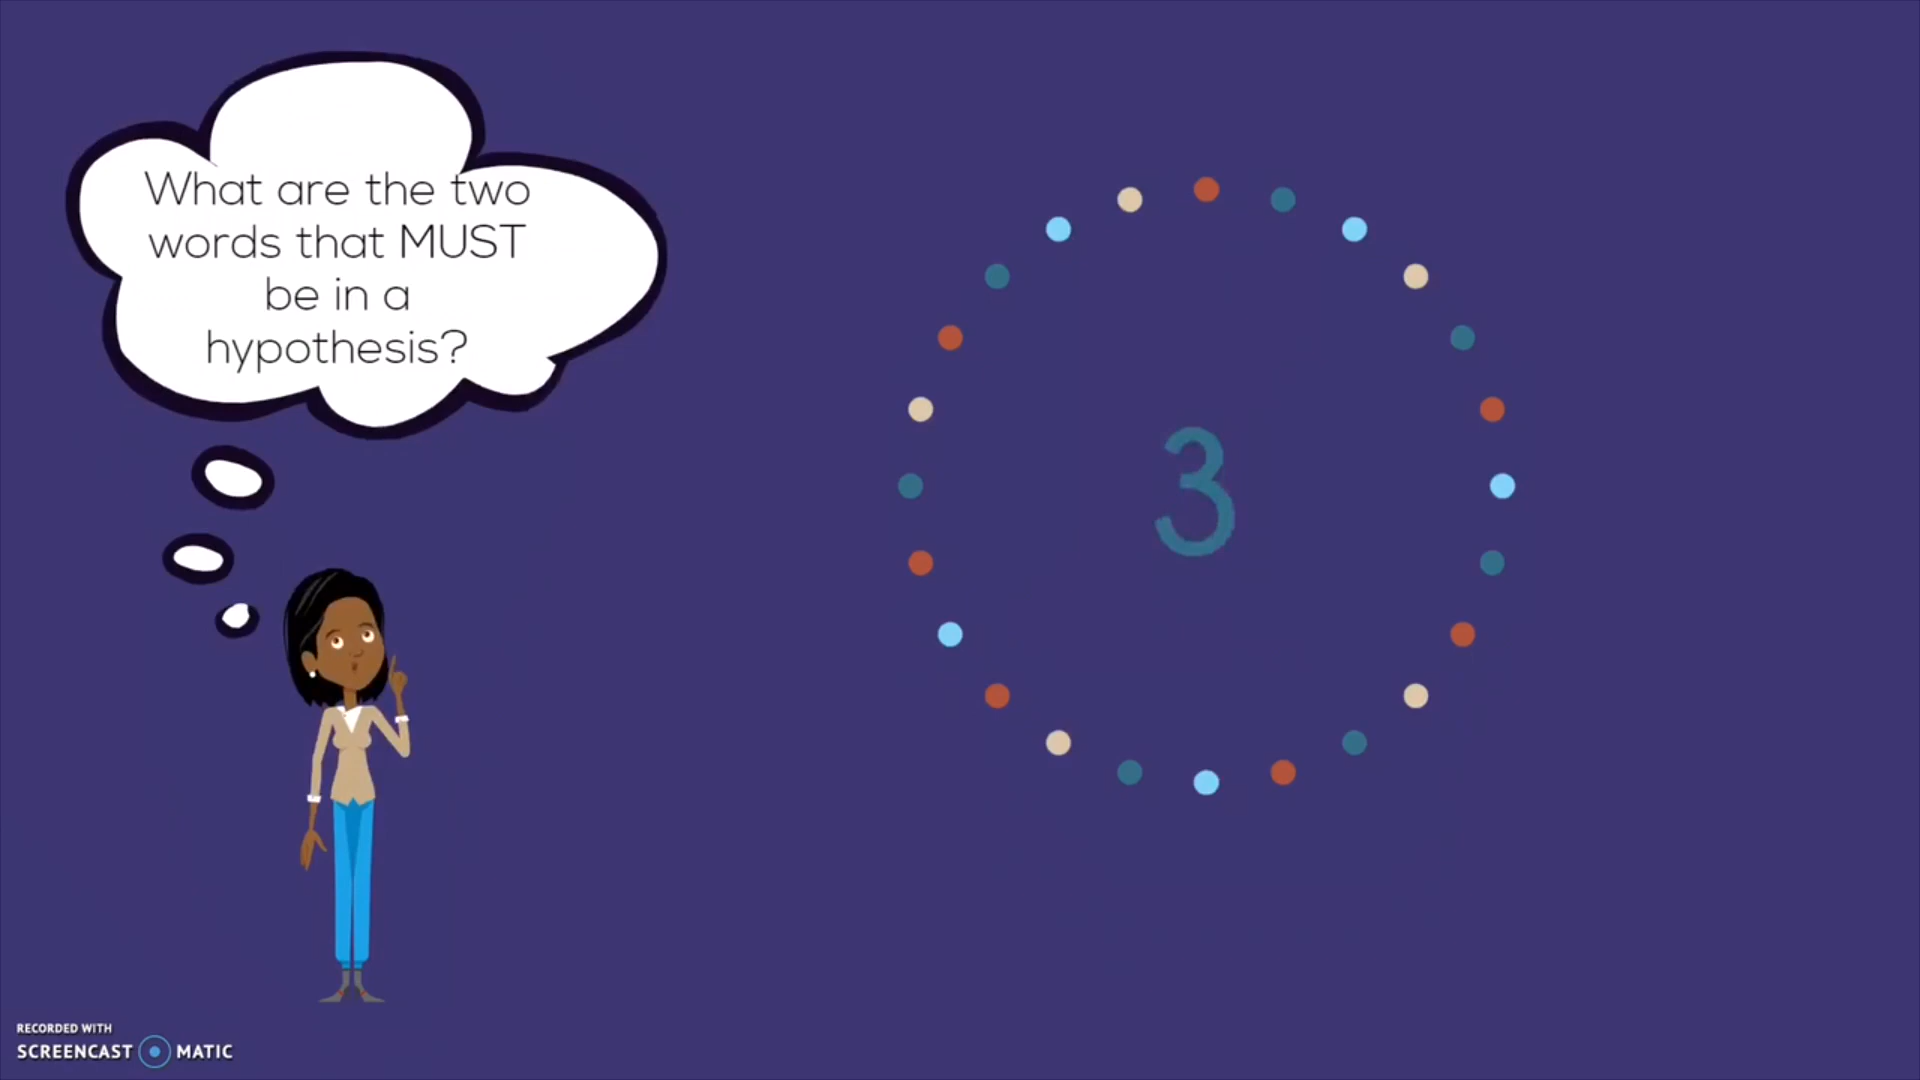 What are the two
words that MUST
be in a
hypothesis?
3
RECORDED WITH
SCREENCAST MATIC